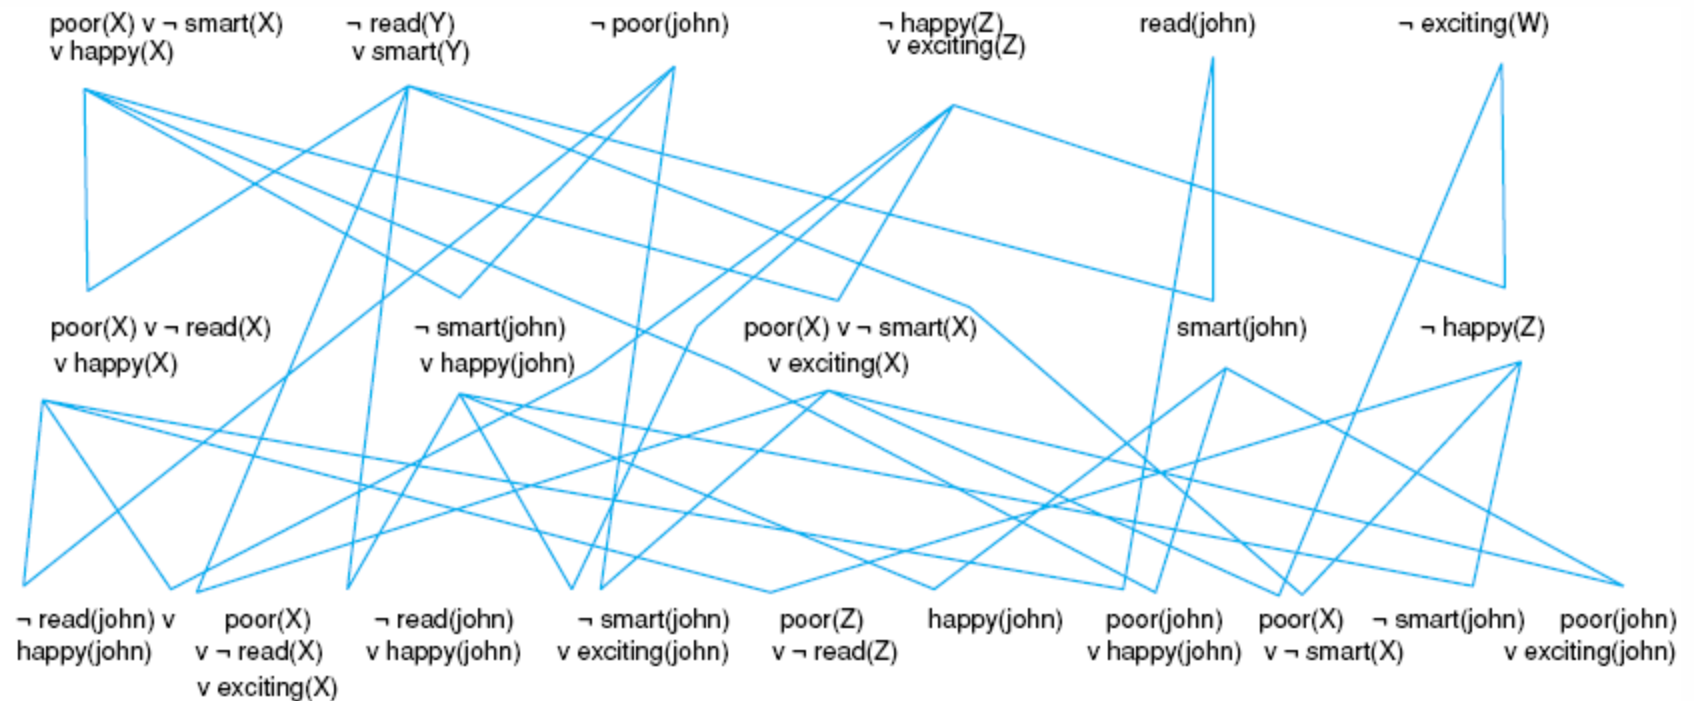 poor(X) v ¬ smart(X)
v happy(X)
¬ read(Y)
v smart(Y)
¬ poor(john)
¬ happy(Z)
v exciting(Z)
read(john)
¬ exciting(W)
poor(X) v ¬ read(X)
v happy(X)
¬ smart(john)
v happy(john)
poor(X) v ¬ smart(X)
v exciting(X)
smart(john)
¬ happy(Z)
¬ read(john) v
happy(john)
poor(X)
v ¬ read(X)
v exciting(X)
¬ read(john)
v happy(john)
¬ smart(john)
v exciting(john)
poor(Z)
v ¬ read(Z)
happy(john)
poor(john)
v happy(john)
poor(X)
v ¬ smart(X)
¬ smart(john)
poor(john)
v exciting(john)